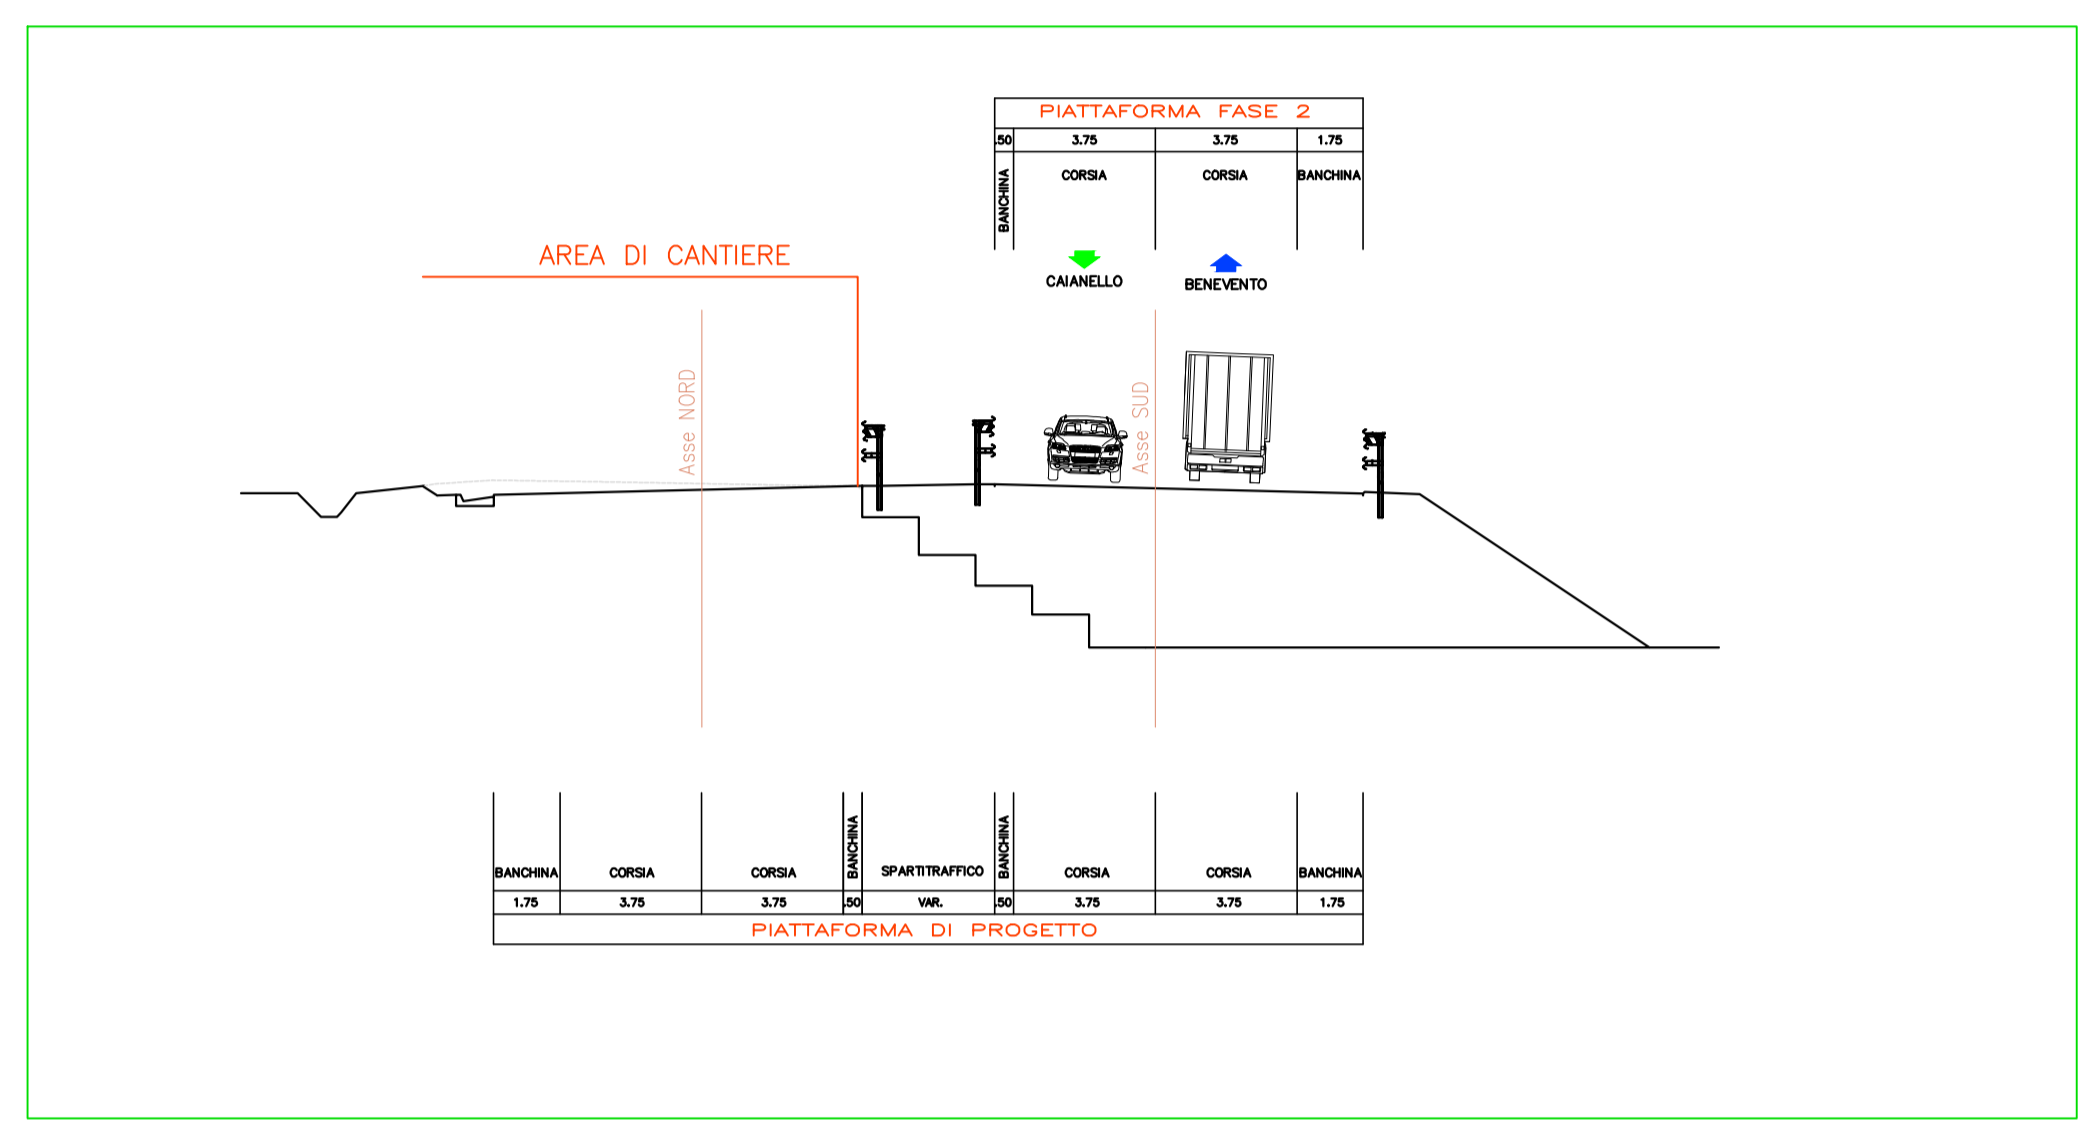 PIATTAFORMA FASE 2
.50 3.75 3.75 1.75
BANCHINA CORSIA CORSIA BANCHINA
CAIANELLO BENEVENTO
AREA DI CANTIERE
Asse NORD
Asse SUD
BANCHINA CORSIA CORSIA BANCHINA SPARTITRAFFICO BANCHINA CORSIA CORSIA BANCHINA
1.75 3.75 3.75 .50 VAR. .50 3.75 3.75 1.75
PIATTAFORMA DI PROGETTO